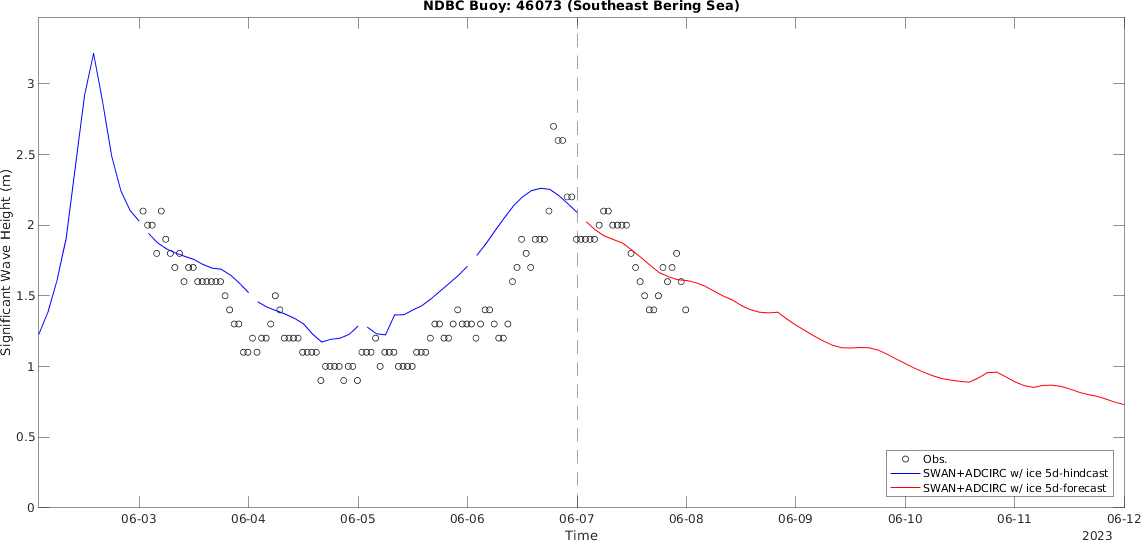 NDBC Buoy: 46073 (Southeast Bering Sea)
Significant Wave Height (m)
3
2.5
2
1.5
1
0.5
0
Obs.
SWAN+ADCIRC w/ ice 5d-hindcast
SWAN+ADCIRC w/ ice 5d-forecast
06-03 06-04 06-05 06-06 06-07 06-08 06-09 06-10 06-11 06-12
Time
2023